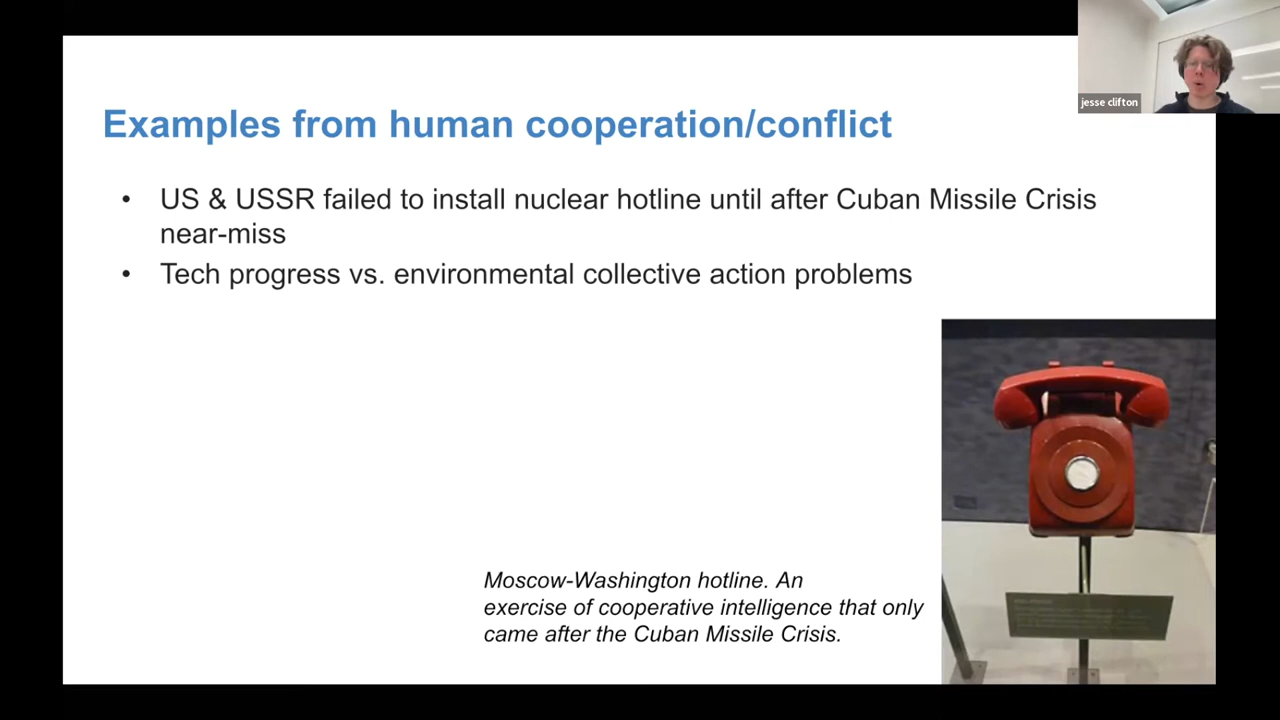 jesse clifton
Examples from human cooperation/conflict
• US & USSR failed to install nuclear hotline until after Cuban Missile Crisis
near-miss
• Tech progress vs. environmental collective action problems
Moscow-Washington hotline. An
exercise of cooperative intelligence that only
came after the Cuban Missile Crisis.